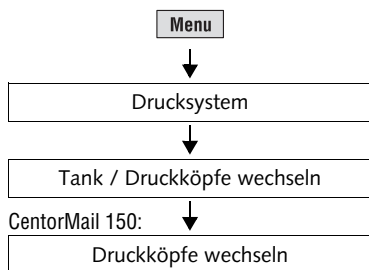 Menu
Drucksystem
Tank / Druckköpfe wechseln
CentorMail 150:
Druckköpfe wechseln